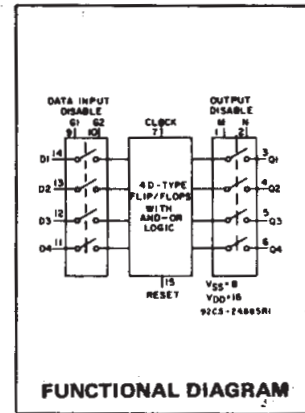 DATA INPUT
DISABLE
G1 G2
9 10
CLOCK
7
OUTPUT
DISABLE
M N
1 2
D1 14
D2 13
D3 12
D4 11
4 D-TYPE
FLIP/FLOPS
WITH
AND-OR
LOGIC
3 Q1
4 Q2
5 Q3
6 Q4
15
RESET
VSS=8
VDD=16
92CS-24885R1
FUNCTIONAL DIAGRAM